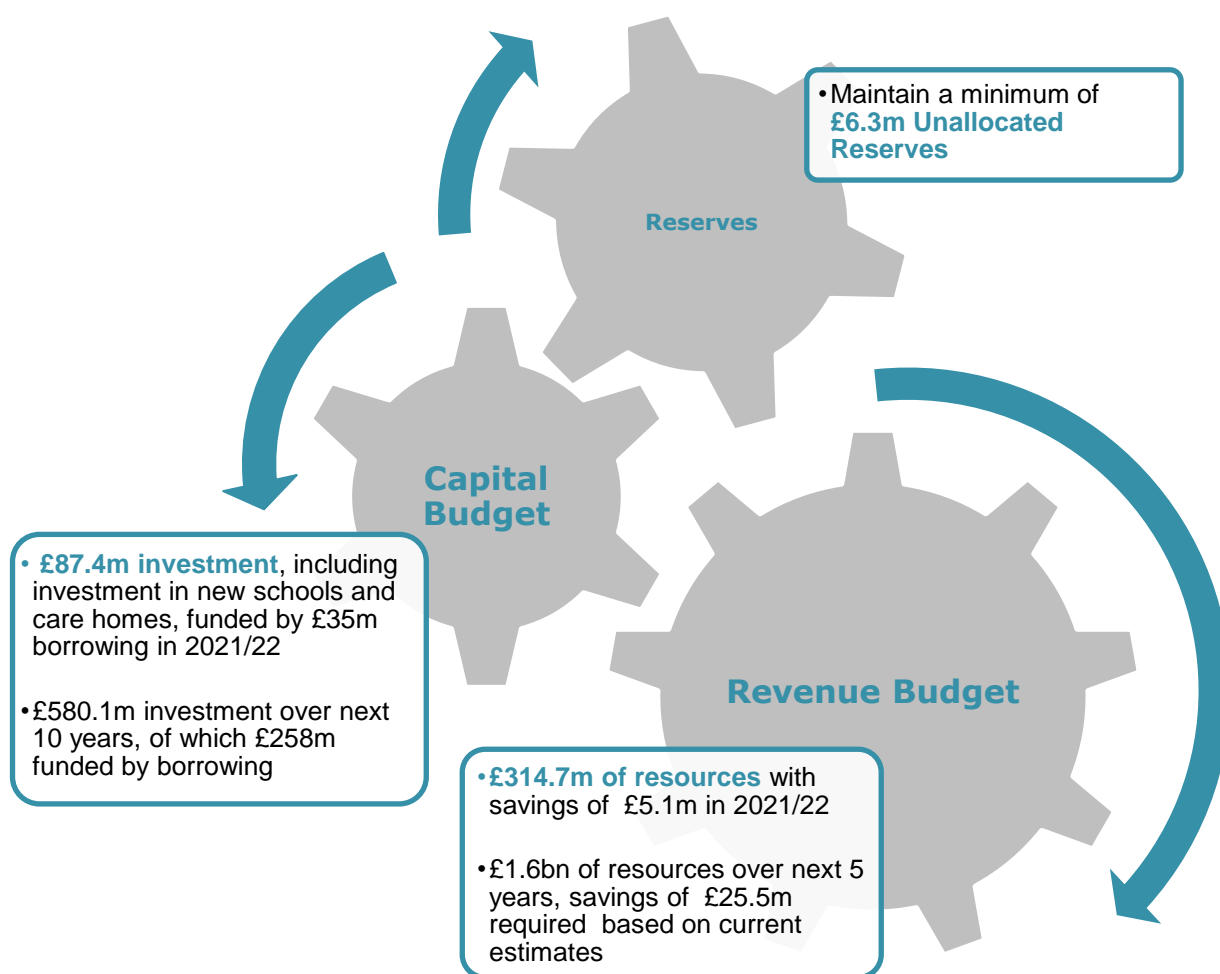 •Maintain a minimum of
£6.3m Unallocated
Reserves
Reserves
Capital
Budget
• £87.4m investment, including
investment in new schools and
care homes, funded by £35m
borrowing in 2021/22
•£580.1m investment over next
10 years, of which £258m
funded by borrowing
Revenue Budget
•£314.7m of resources with
savings of £5.1m in 2021/22
•£1.6bn of resources over next 5
years, savings of £25.5m
required based on current
estimates